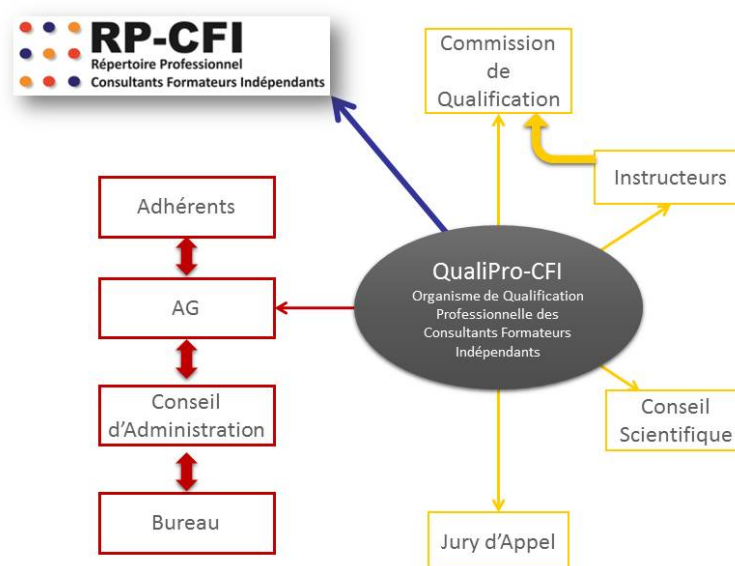 RP-CFI
Répertoire Professionnel
Consultants Formateurs Indépendants
Commission
de
Qualification
Instructeurs
Adhérents
AG
Conseil
d’Administration
Bureau
QualiPro-CFI
Organisme de Qualification
Professionnelle des
Consultants Formateurs
Indépendants
Conseil
Scientifique
Jury d’Appel